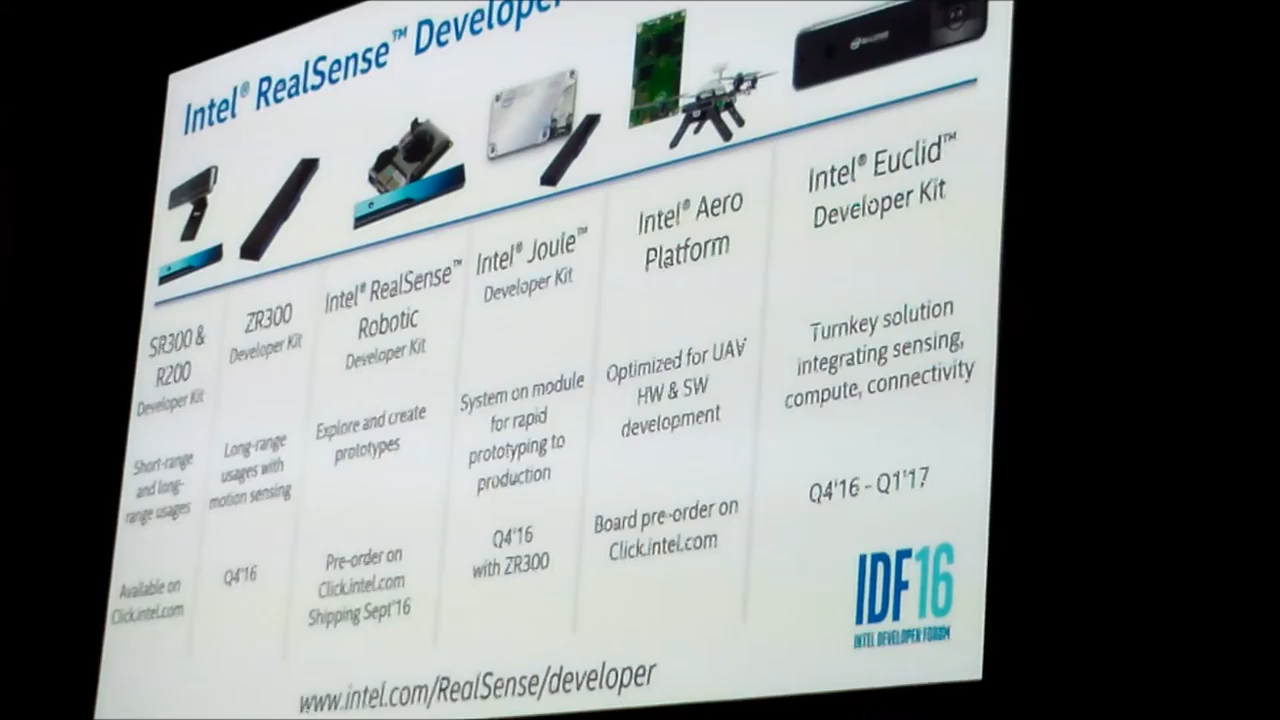 Intel® RealSense™ Develope
SR300 &
R200
Developer Kit
Short-range
and long-
range usages
Available on
Click.intel.com
ZR300
Developer Kit
Long-range
usages with
motion sensing
Q4'16
Intel® RealSense™
Robotic
Developer Kit
Explore and create
prototypes
Pre-order on
Click.intel.com
Shipping Sept'16
Intel® Joule™
Developer Kit
System on module
for rapid
prototyping to
production
Q4'16
with ZR300
Intel® Aero
Platform
Optimized for UAV
HW & SW
development
Board pre-order on
Click.intel.com
Intel® Euclid™
Developer Kit
Turnkey solution
integrating sensing,
compute, connectivity
Q4'16 - Q1'17
IDF16
INTEL DEVELOPER FORUM
www.intel.com/RealSense/developer